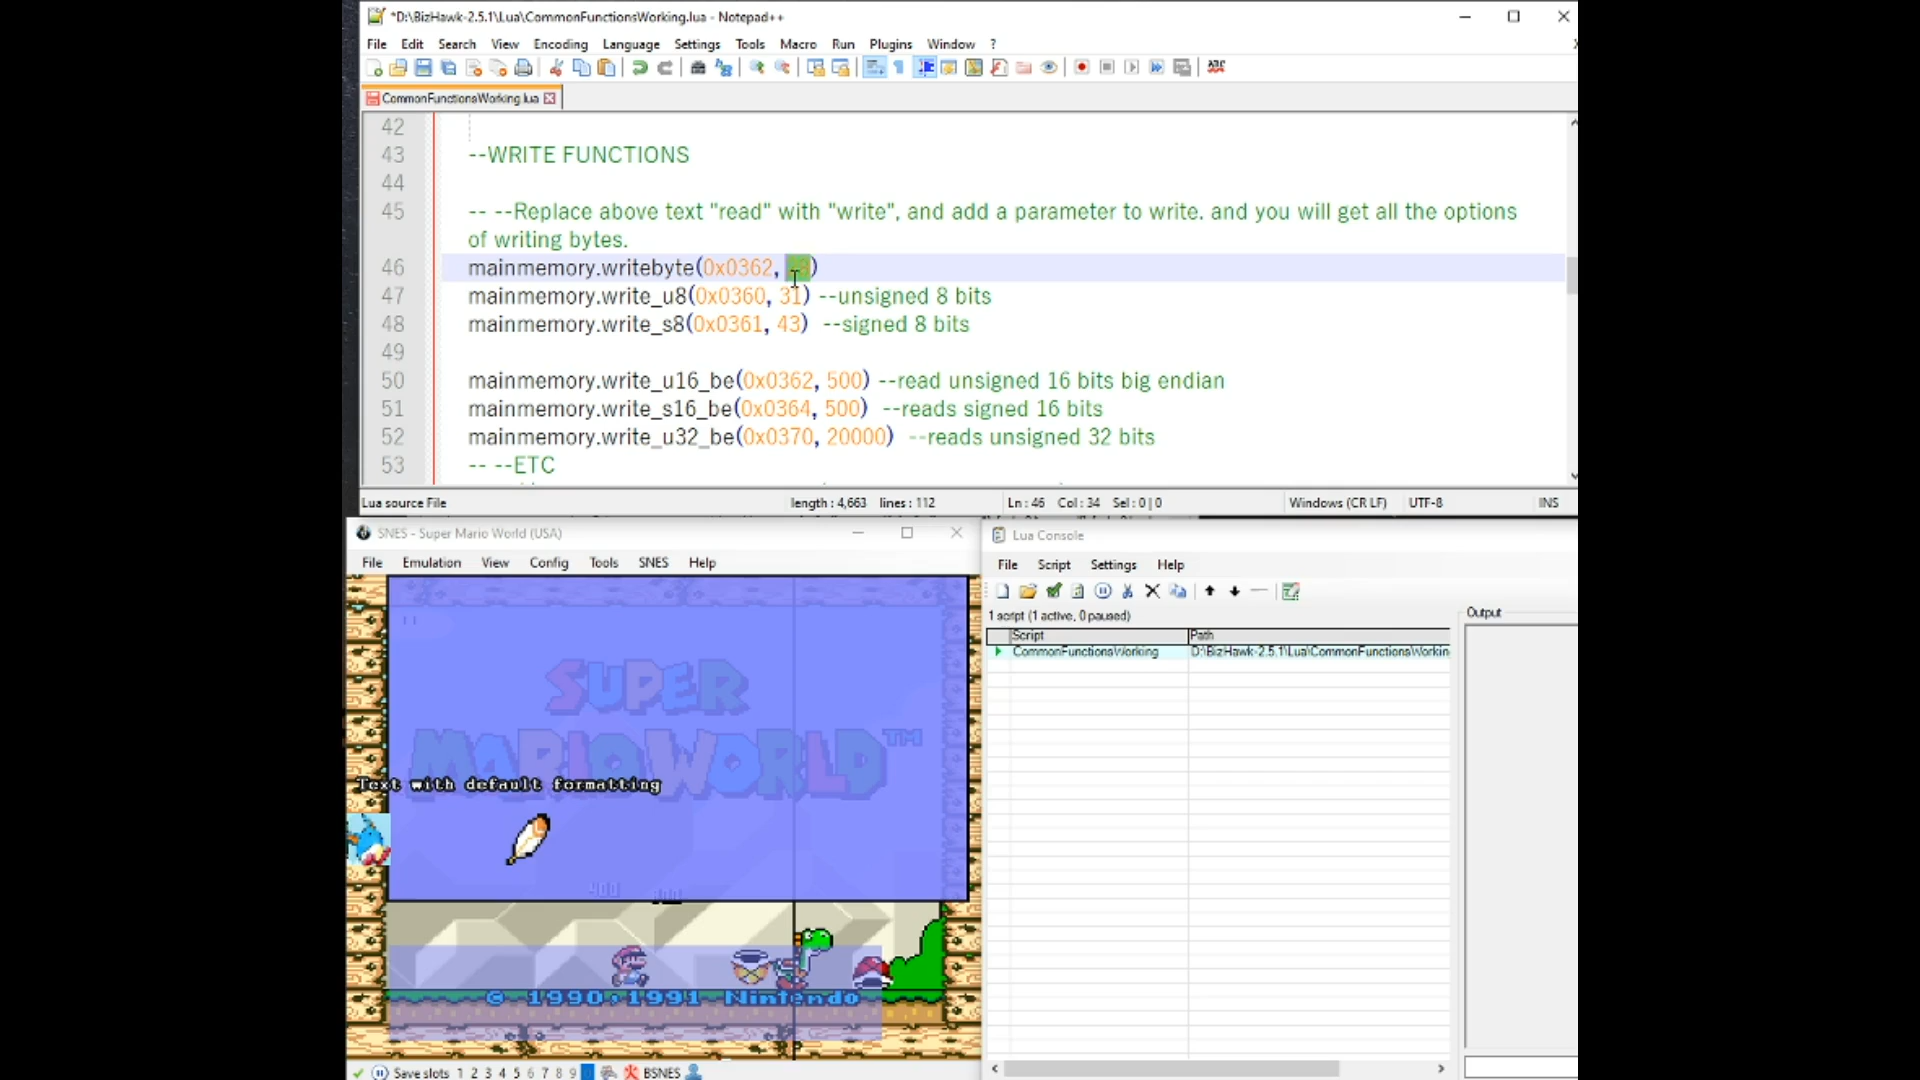 *D:\BizHawk-2.5.1\Lua\CommonFunctionsWorking.lua - Notepad++
File Edit Search View Encoding Language Settings Tools Macro Run Plugins Window ?
CommonFunctionsWorking.lua
42
43 --WRITE FUNCTIONS
44
45 -- --Replace above text "read" with "write", and add a parameter to write. and you will get all the options
of writing bytes.
46 mainmemory.writebyte(0x0362, )
47 mainmemory.write_u8(0x0360, 31) --unsigned 8 bits
48 mainmemory.write_s8(0x0361, 43) --signed 8 bits
49
50 mainmemory.write_u16_be(0x0362, 500) --read unsigned 16 bits big endian
51 mainmemory.write_s16_be(0x0364, 500) --reads signed 16 bits
52 mainmemory.write_u32_be(0x0370, 20000) --reads unsigned 32 bits
53 -- --ETC
Lua source File length : 4,663 lines : 112 Ln : 46 Col : 34 Sel : 0 | 0 Windows (CR LF) UTF-8 INS
SNES - Super Mario World (USA)
File Emulation View Config Tools SNES Help
SUPER
MARIO WORLD™
Text with default formatting
400
© 1990,1991 Nintendo
Save slots 1 2 3 4 5 6 7 8 9 BSNES
Lua Console
File Script Settings Help
1 script (1 active, 0 paused)
Script Path
CommonFunctionsWorking D:\BizHawk-2.5.1\Lua\CommonFunctionsWorkin
Output